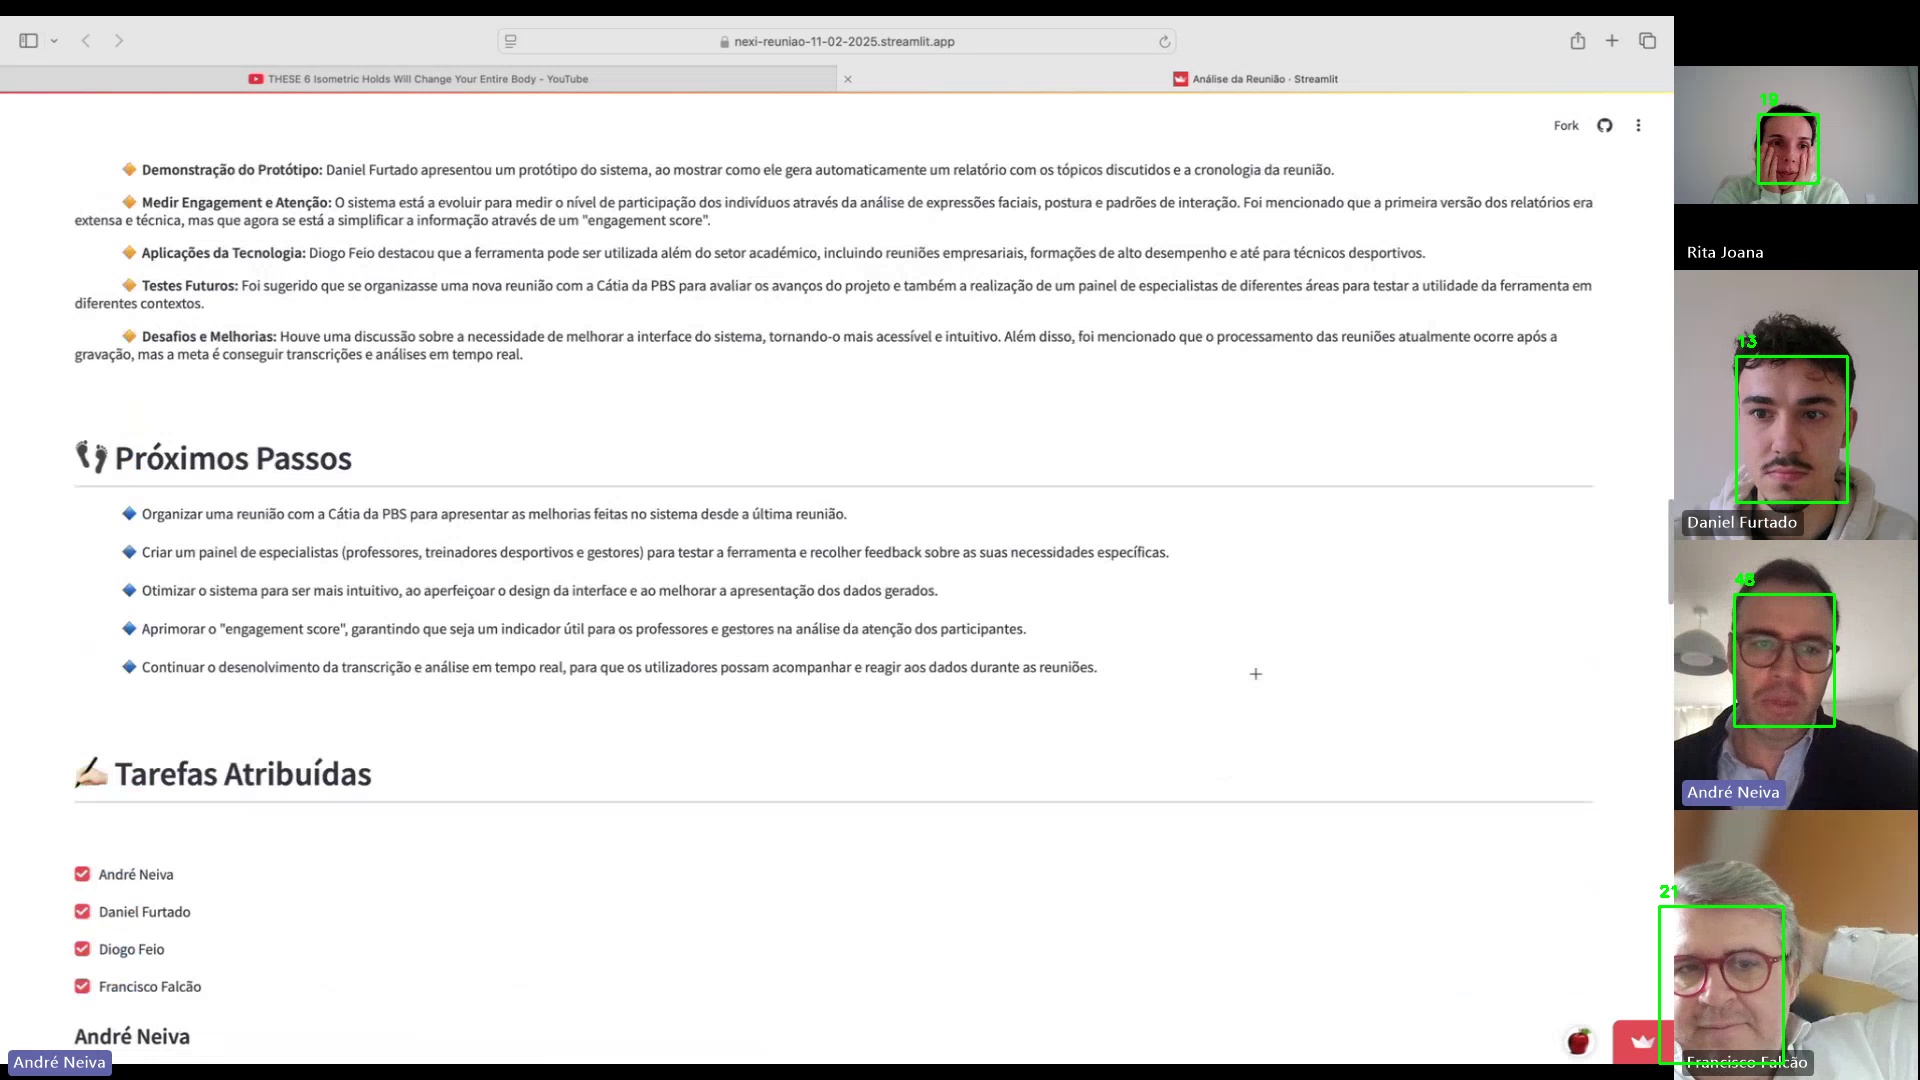 nexi-reuniao-11-02-2025.streamlit.app
THESE 6 Isometric Holds Will Change Your Entire Body - YouTube
Análise da Reunião · Streamlit
Fork
Demonstração do Protótipo: Daniel Furtado apresentou um protótipo do sistema, ao mostrar como ele gera automaticamente um relatório com os tópicos discutidos e a cronologia da reunião.
Medir Engagement e Atenção: O sistema está a evoluir para medir o nível de participação dos indivíduos através da análise de expressões faciais, postura e padrões de interação. Foi mencionado que a primeira versão dos relatórios era
extensa e técnica, mas que agora se está a simplificar a informação através de um "engagement score".
Aplicações da Tecnologia: Diogo Feio destacou que a ferramenta pode ser utilizada além do setor académico, incluindo reuniões empresariais, formações de alto desempenho e até para técnicos desportivos.
Testes Futuros: Foi sugerido que se organizasse uma nova reunião com a Cátia da PBS para avaliar os avanços do projeto e também a realização de um painel de especialistas de diferentes áreas para testar a utilidade da ferramenta em
diferentes contextos.
Desafios e Melhorias: Houve uma discussão sobre a necessidade de melhorar a interface do sistema, tornando-o mais acessível e intuitivo. Além disso, foi mencionado que o processamento das reuniões atualmente ocorre após a
gravação, mas a meta é conseguir transcrições e análises em tempo real.
Próximos Passos
Organizar uma reunião com a Cátia da PBS para apresentar as melhorias feitas no sistema desde a última reunião.
Criar um painel de especialistas (professores, treinadores desportivos e gestores) para testar a ferramenta e recolher feedback sobre as suas necessidades específicas.
Otimizar o sistema para ser mais intuitivo, ao aperfeiçoar o design da interface e ao melhorar a apresentação dos dados gerados.
Aprimorar o "engagement score", garantindo que seja um indicador útil para os professores e gestores na análise da atenção dos participantes.
Continuar o desenolvimento da transcrição e análise em tempo real, para que os utilizadores possam acompanhar e reagir aos dados durante as reuniões.
Tarefas Atribuídas
André Neiva
Daniel Furtado
Diogo Feio
Francisco Falcão
André Neiva
André Neiva
19
Rita Joana
13
Daniel Furtado
48
André Neiva
21
Francisco Falcão